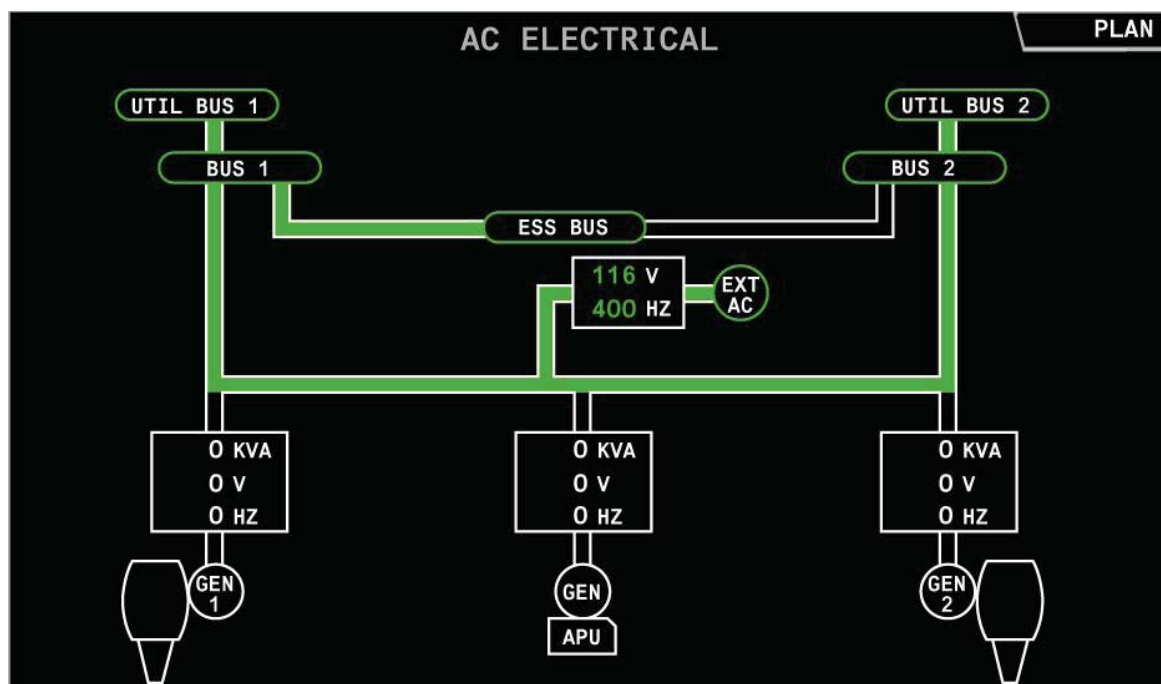 AC ELECTRICAL
PLAN
UTIL BUS 1
UTIL BUS 2
BUS 1
BUS 2
ESS BUS
116 V
400 HZ
EXT
AC
0 KVA
0 V
0 HZ
0 KVA
0 V
0 HZ
0 KVA
0 V
0 HZ
GEN
1
GEN
APU
GEN
2